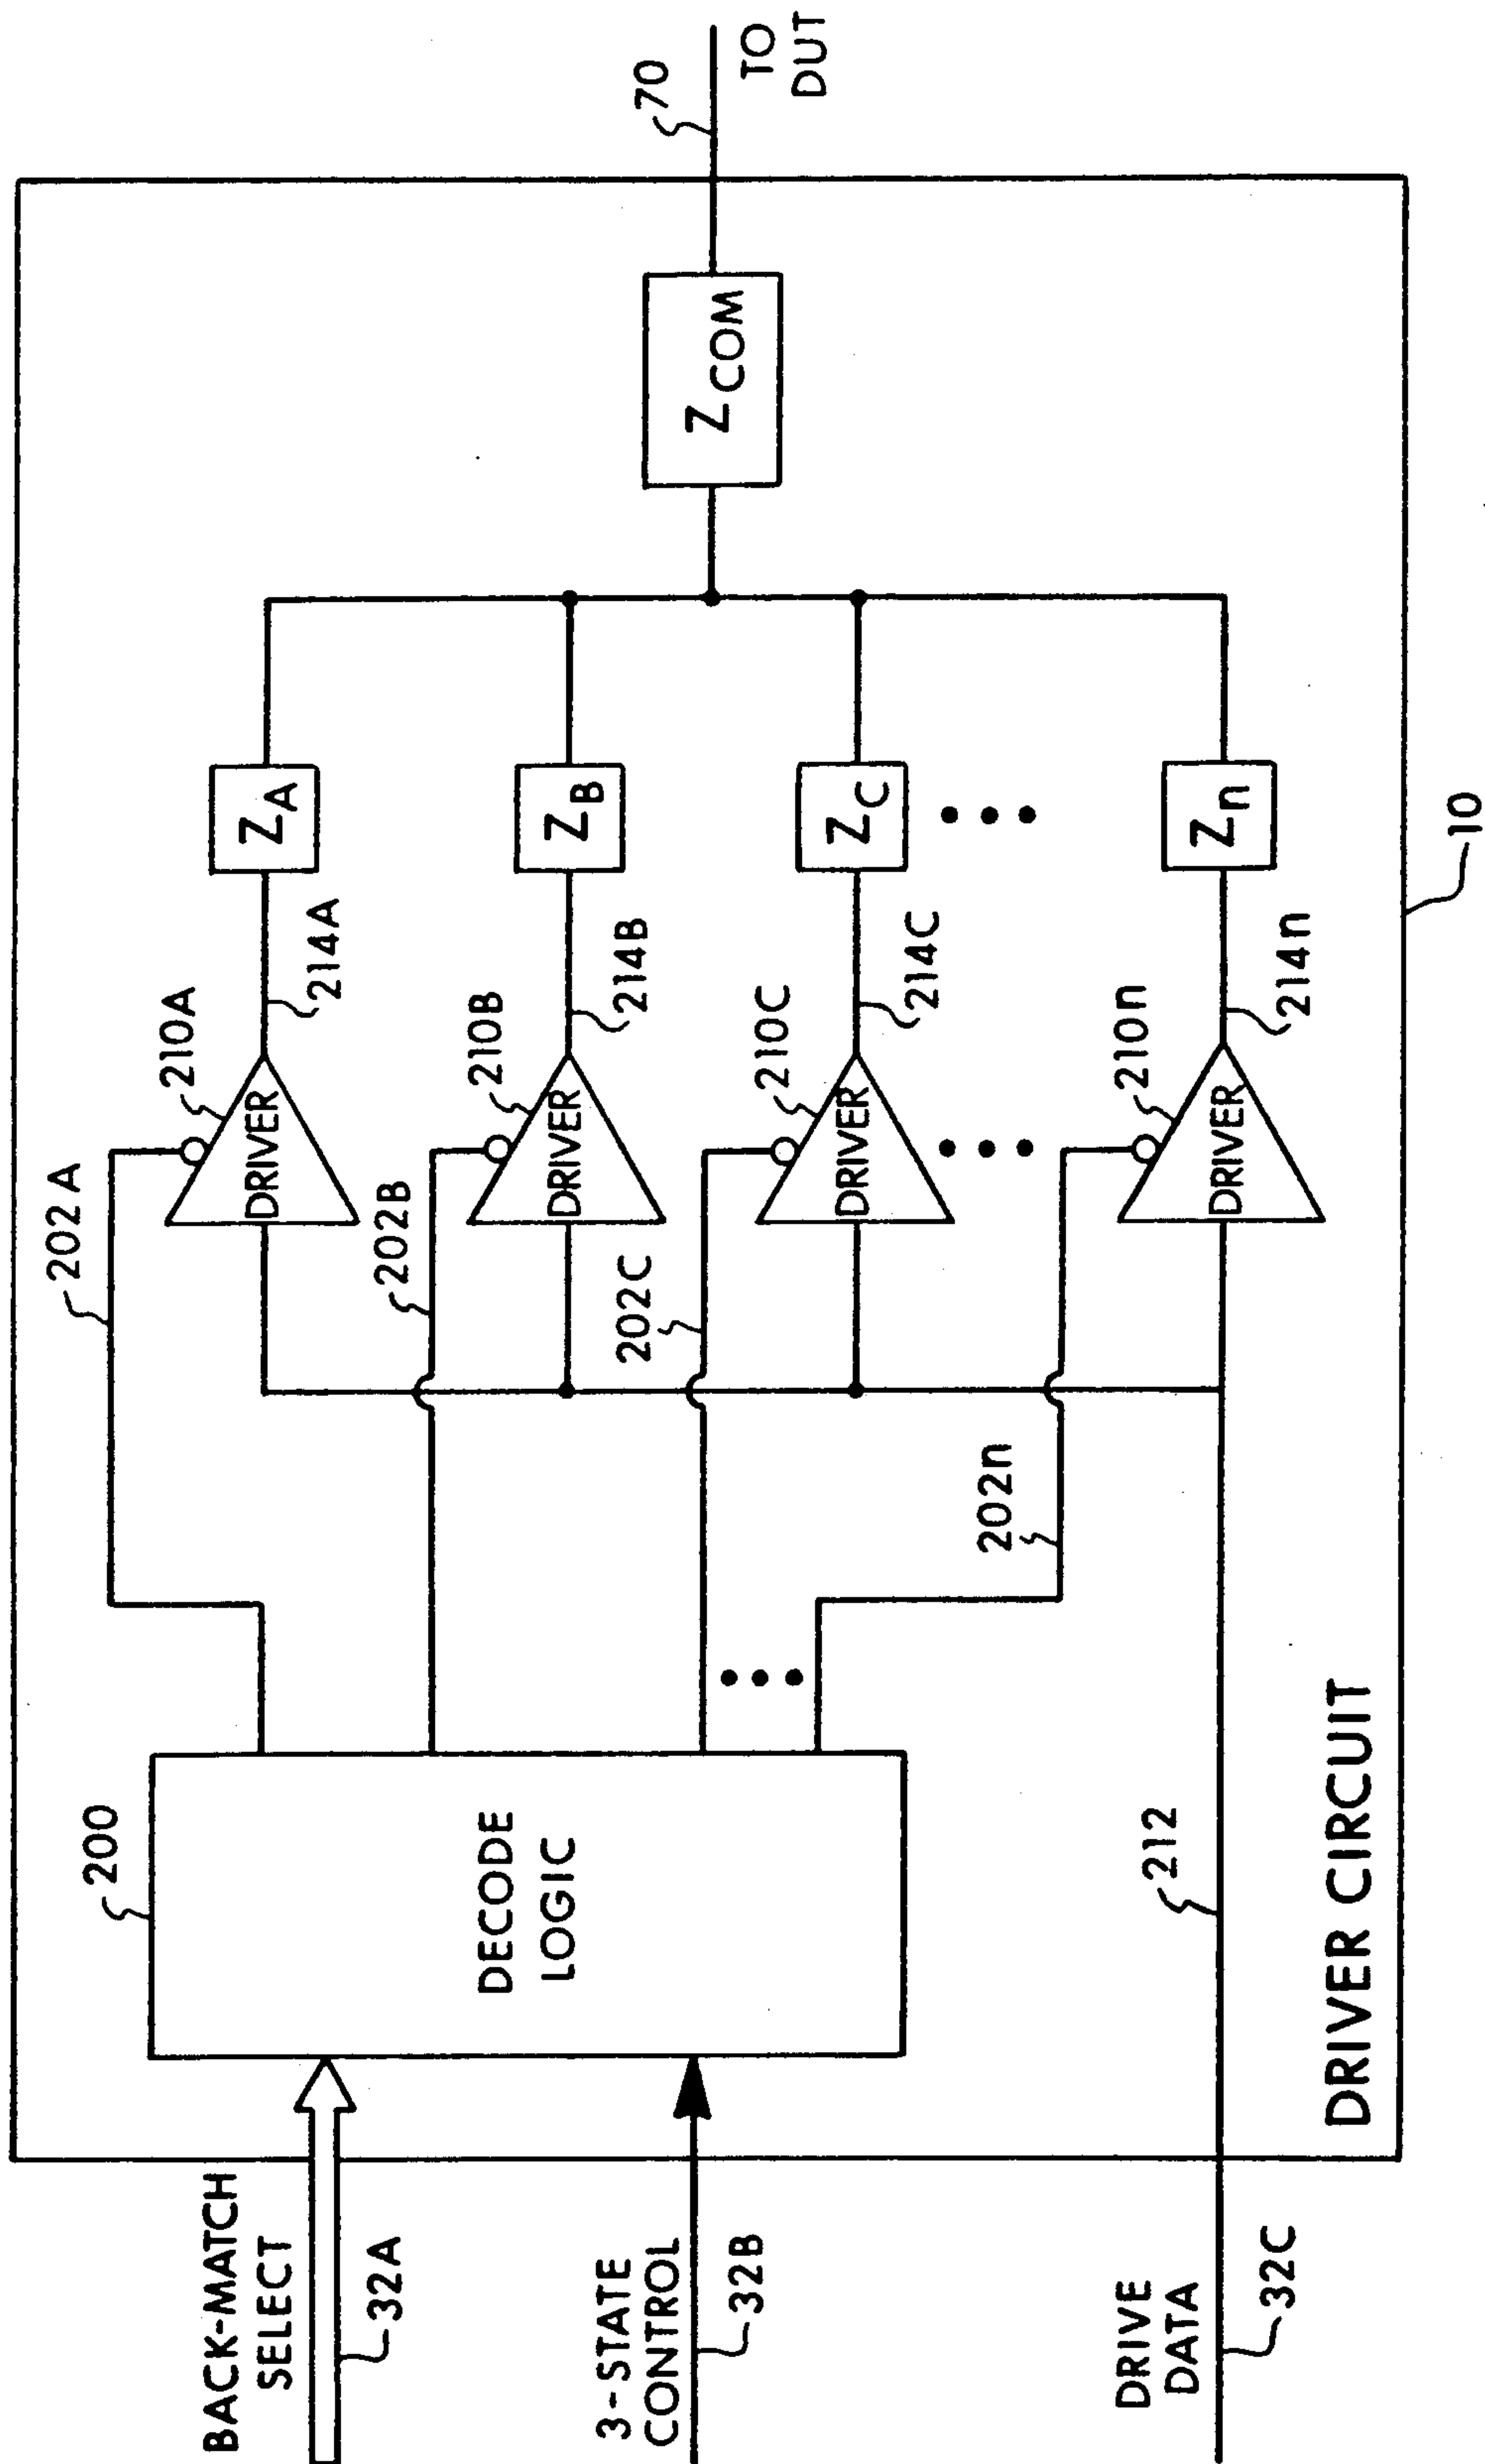 BACK-MATCH
SELECT
32A
3-STATE
CONTROL
32B
DRIVE
DATA
32C
200
DECODE
LOGIC
212
DRIVER CIRCUIT
202A
202B
202C
202n
210A
DRIVER
214A
Z_A
210B
DRIVER
214B
Z_B
210C
DRIVER
214C
Z_C
210n
DRIVER
214n
Z_n
Z_COM
70
TO
DUT
10